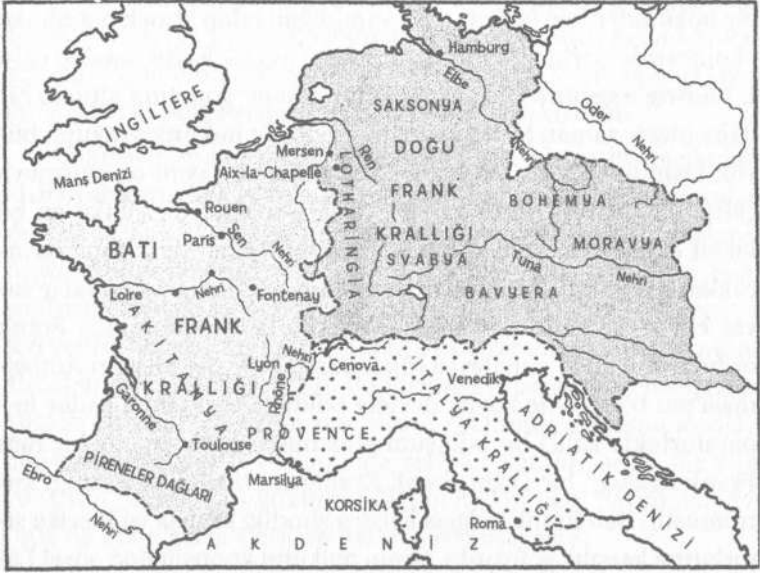 Hamburg
Elbe
Nehri
Oder
Nehri
İNGİLTERE
SAKSONYA
DOĞU
FRANK
KRALLIĞI
Mersen
Ren
Aix-la-Chapelle
LOTHARINGIA
Manş Denizi
BOHEMYA
MORAVYA
Rouen
Paris
Sen
Nehri
BATI
FRANK
KRALLIĞI
SVABYA
Tuna
Nehri
BAVYERA
Loire
Nehri
Fontenay
AKİTANYA
Lyon
Nehri
Rhône
Cenova
Venedik
İTALYA KRALLIĞI
ADRİATİK DENİZİ
Garonne
Toulouse
PROVENCE
PİRENELER DAĞLARI
Marsilya
KORSİKA
Roma
Ebro
Nehri
AKDENİZ